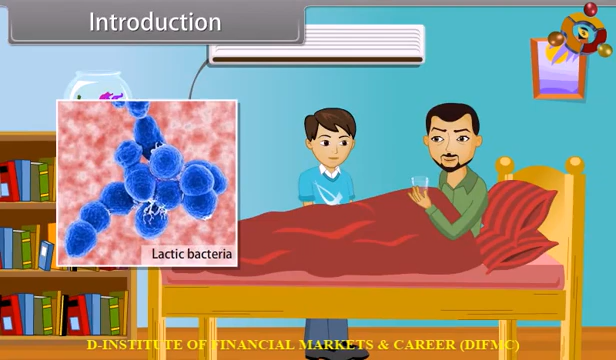 Introduction
Lactic bacteria
D-INSTITUTE OF FINANCIAL MARKETS & CAREER (DIFMC)